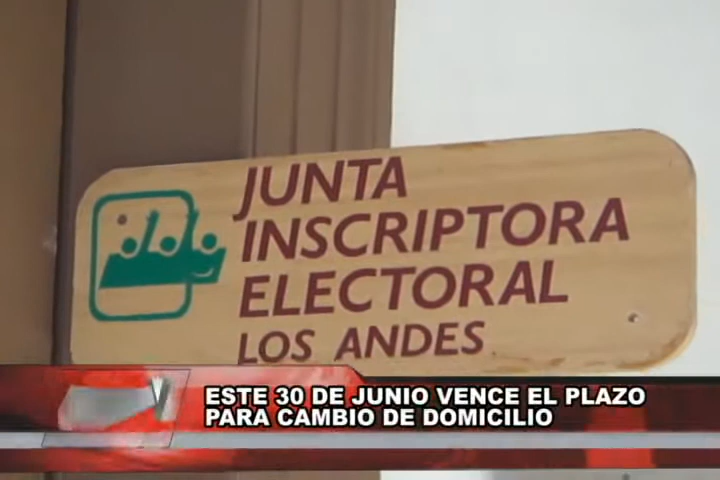 JUNTA
INSCRIPTORA
ELECTORAL
LOS ANDES
ESTE 30 DE JUNIO VENCE EL PLAZO
PARA CAMBIO DE DOMICILIO